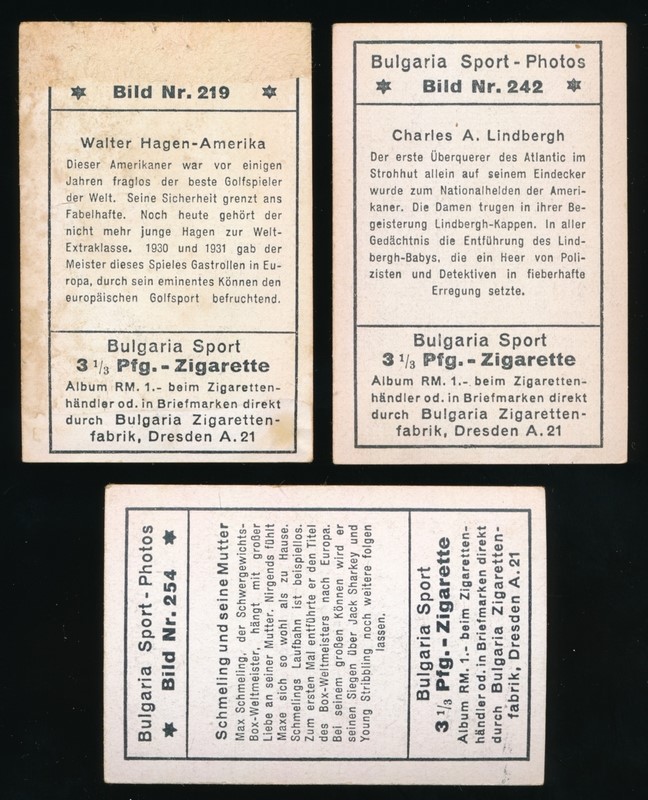 Bild Nr. 219
Walter Hagen-Amerika
Dieser Amerikaner war vor einigen
Jahren fraglos der beste Golfspieler
der Welt. Seine Sicherheit grenzt ans
Fabelhafte. Noch heute gehört der
nicht mehr junge Hagen zur Welt-
Extraklasse. 1930 und 1931 gab der
Meister dieses Spieles Gastrollen in Eu-
ropa, durch sein eminentes Können den
europäischen Golfsport befruchtend.
Bulgaria Sport
3 1/3 Pfg.-Zigarette
Album RM. 1.- beim Zigaretten-
händler od. in Briefmarken direkt
durch Bulgaria Zigaretten-
fabrik, Dresden A. 21
Bulgaria Sport-Photos
Bild Nr. 242
Charles A. Lindbergh
Der erste Überquerer des Atlantic im
Strohhut allein auf seinem Eindecker
wurde zum Nationalhelden der Ameri-
kaner. Die Damen trugen in ihrer Be-
geisterung Lindbergh-Kappen. In aller
Gedächtnis die Entführung des Lind-
bergh-Babys, die ein Heer von Poli-
zisten und Detektiven in fieberhafte
Erregung setzte.
Bulgaria Sport
3 1/3 Pfg.-Zigarette
Album RM. 1.- beim Zigaretten-
händler od. in Briefmarken direkt
durch Bulgaria Zigaretten-
fabrik, Dresden A. 21
Bulgaria Sport-Photos
Bild Nr. 254
Schmeling und seine Mutter
Max Schmeling, der Schwergewichts-
Box-Weltmeister, hängt mit großer
Liebe an seiner Mutter. Nirgends fühlt
Maxe sich so wohl als zu Hause.
Schmelings Laufbahn ist beispiellos.
Zum ersten Mal entführte er den Titel
des Box-Weltmeisters nach Europa.
Bei seinem großen Können wird er
seinen Siegen über Jack Sharkey und
Young Stribbling noch weitere folgen
lassen.
Bulgaria Sport
3 1/3 Pfg.-Zigarette
Album RM. 1.- beim Zigaretten-
händler od. in Briefmarken direkt
durch Bulgaria Zigaretten-
fabrik, Dresden A. 21